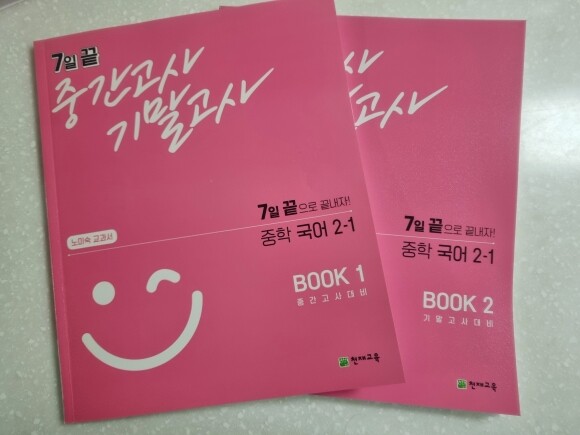 7일 끝
중간고사
기말고사
7일 끝으로 끝내자!
노미숙 교과서
중학 국어 2-1
BOOK 1
중간고사대비
천재교육
사
고사
7일 끝으로 끝내자!
중학 국어 2-1
BOOK 2
기말고사대비
천재교육